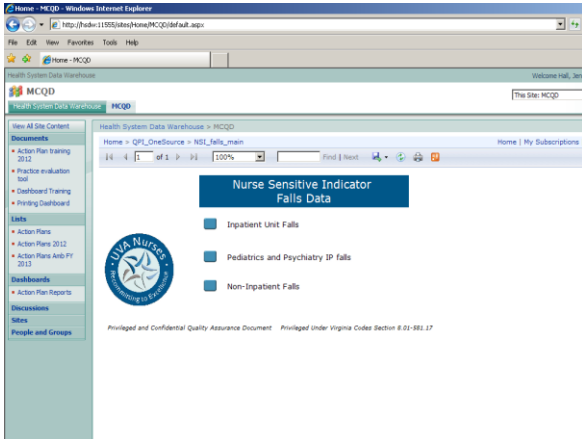 Home - MCQD - Windows Internet Explorer
http://hsdw:11555/sites/Home/MCQD/default.aspx
File Edit View Favorites Tools Help
Home - MCQD
Health System Data Warehouse
Welcome Hall, Jen
MCQD
This Site: MCQD
Health System Data Warehouse MCQD
View All Site Content
Health System Data Warehouse > MCQD
Documents
Home > QPI_OneSource > NSI_falls_main
Home | My Subscriptions
Action Plan training
2012
1 of 1 100% Find | Next
Practice evaluation
tool
Dashboard Training
Printing Dashboard
Lists
Action Plans
Action Plans 2012
Action Plans Amb FY
2013
Dashboards
Action Plan Reports
Discussions
Sites
People and Groups
Nurse Sensitive Indicator
Falls Data
Inpatient Unit Falls
Pediatrics and Psychiatry IP falls
Non-Inpatient Falls
UVA Nurses
Recommitting to Excellence
Privileged and Confidential Quality Assurance Document Privileged Under Virginia Codes Section 8.01-581.17